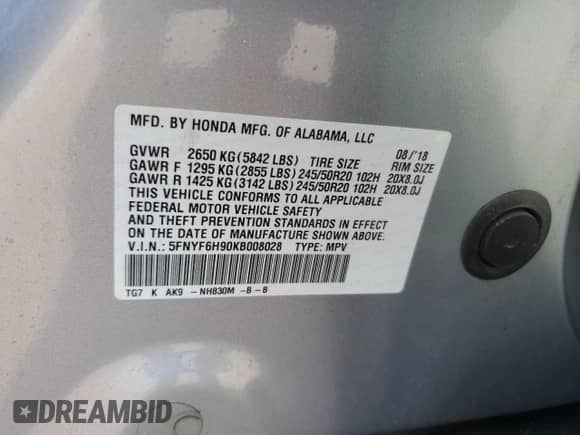 MFD. BY HONDA MFG. OF ALABAMA, LLC
GVWR 2650 KG(5842 LBS) TIRE SIZE 08/'18 RIM SIZE
GAWR F 1295 KG(2855 LBS)245/50R20 102H 20X8.0J
GAWR R 1425 KG(3142 LBS)245/50R20 102H 20X8.0J
THIS VEHICLE CONFORMS TO ALL APPLICABLE
FEDERAL MOTOR VEHICLE SAFETY
AND THEFT PREVENTION STANDARDS IN EFFECT
ON THE DATE OF MANUFACTURE SHOWN ABOVE.
V.I.N.: 5FNYF6H90KB008028 TYPE: MPV
TG7 K AK9 -NH830M -B-B
DREAMBID